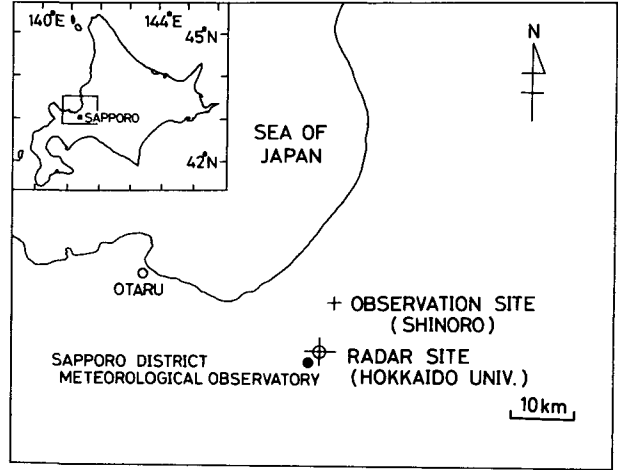 140°E 144°E
45°N
SAPPORO
42°N
N
SEA OF
JAPAN
OTARU
OBSERVATION SITE
(SHINORO)
SAPPORO DISTRICT
METEOROLOGICAL OBSERVATORY
RADAR SITE
(HOKKAIDO UNIV.)
10km